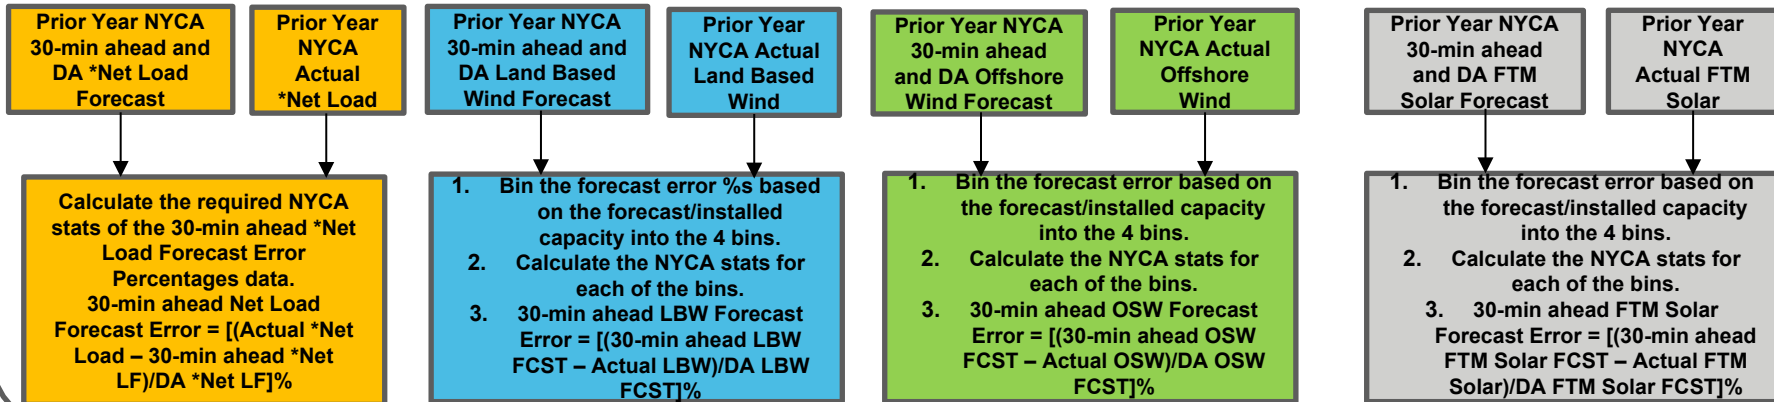 Prior Year NYCA
30-min ahead and
DA *Net Load
Forecast
Prior Year
NYCA
Actual
*Net Load
Prior Year NYCA
30-min ahead and
DA Land Based
Wind Forecast
Prior Year
NYCA Actual
Land Based
Wind
Prior Year NYCA
30-min ahead
and DA Offshore
Wind Forecast
Prior Year
NYCA Actual
Offshore
Wind
Prior Year NYCA
30-min ahead
and DA FTM
Solar Forecast
Prior Year
NYCA
Actual FTM
Solar
Calculate the required NYCA
stats of the 30-min ahead *Net
Load Forecast Error
Percentages data.
30-min ahead Net Load
Forecast Error = [(Actual *Net
Load – 30-min ahead *Net
LF)/DA *Net LF]%
1. Bin the forecast error %s based
on the forecast/installed
capacity into the 4 bins.
2. Calculate the NYCA stats for
each of the bins.
3. 30-min ahead LBW Forecast
Error = [(30-min ahead LBW
FCST – Actual LBW)/DA LBW
FCST]%
1. Bin the forecast error based on
the forecast/installed capacity
into the 4 bins.
2. Calculate the NYCA stats for
each of the bins.
3. 30-min ahead OSW Forecast
Error = [(30-min ahead OSW
FCST – Actual OSW)/DA OSW
FCST]%
1. Bin the forecast error based on
the forecast/installed capacity
into the 4 bins.
2. Calculate the NYCA stats for
each of the bins.
3. 30-min ahead FTM Solar
Forecast Error = [(30-min ahead
FTM Solar FCST – Actual FTM
Solar)/DA FTM Solar FCST]%